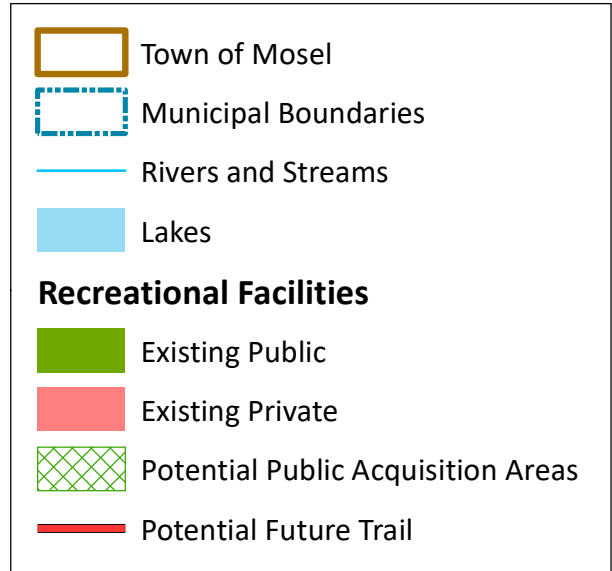 Town of Mosel
Municipal Boundaries
Rivers and Streams
Lakes
Recreational Facilities
Existing Public
Existing Private
Potential Public Acquisition Areas
Potential Future Trail